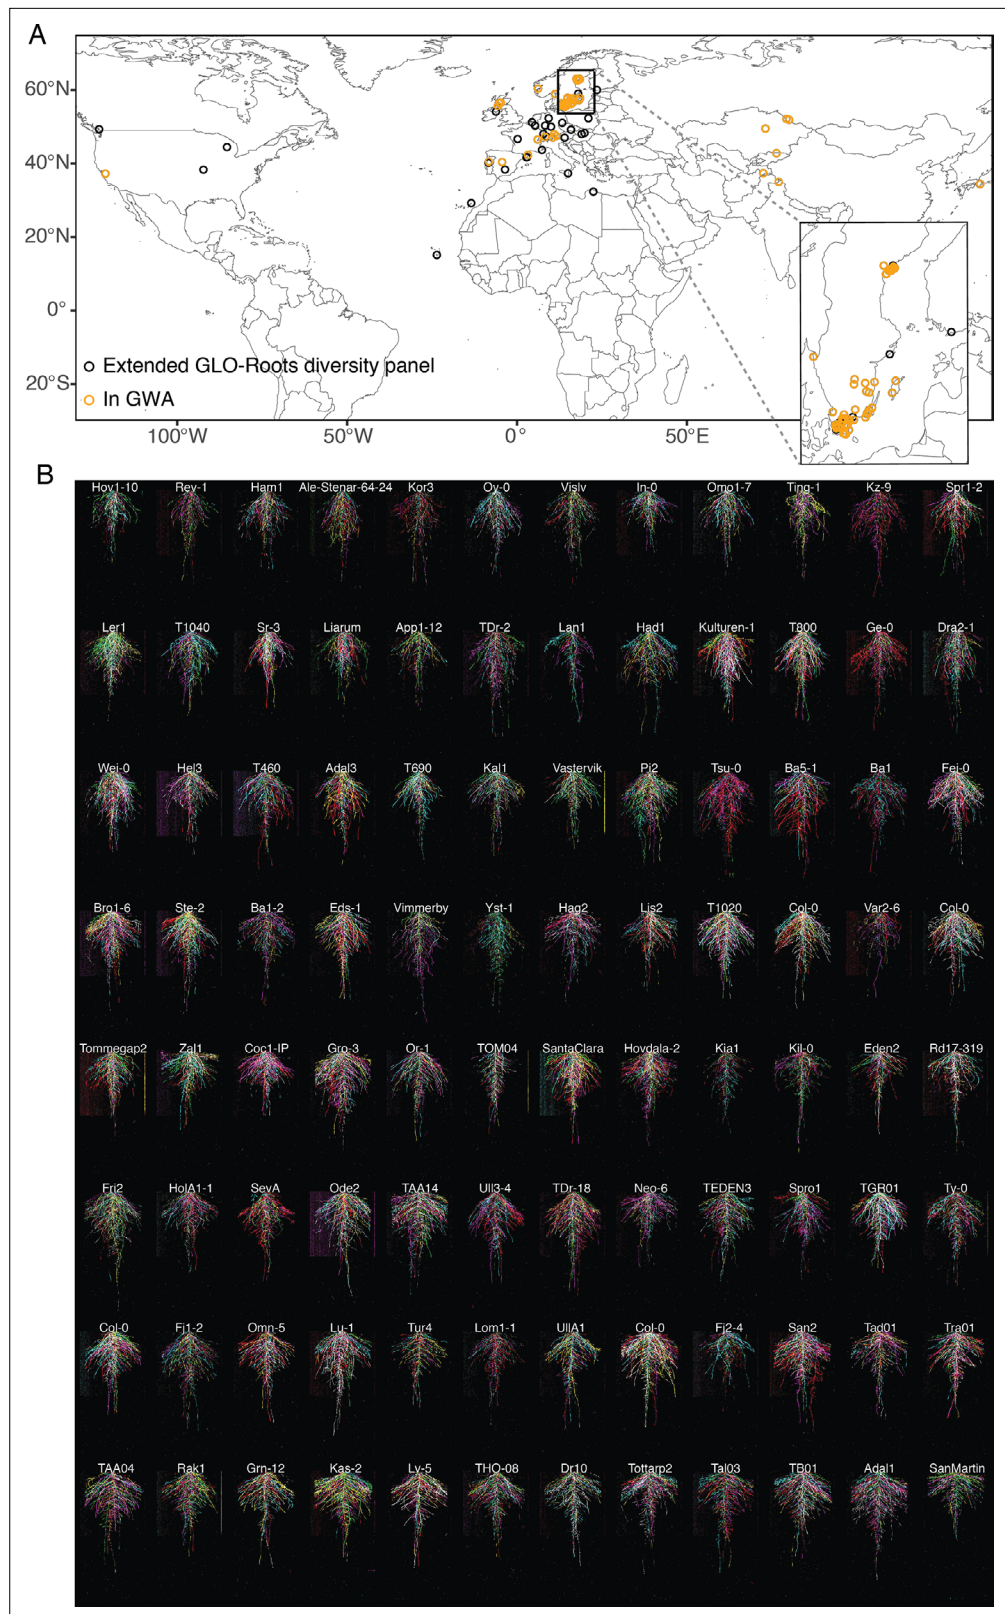 A
60°N
40°N
20°N
0°
20°S
Extended GLO-Roots diversity panel
In GWA
100°W 50°W 0° 50°E
B
Hov1-10 Rev-1 Ham1 Ale-Stenar-64-24 Kor3 Oy-0 Vislv In-0 Omo1-7 Ting-1 Kz-9 Spr1-2
Ler1 T1040 Sr-3 Liarum App1-12 TDr-2 Lan1 Had1 Kulturen-1 T800 Ge-0 Dra2-1
Wei-0 Hel3 T460 Adal3 T690 Kal1 Vastervik Pi2 Tsu-0 Ba5-1 Ba1 Fei-0
Bro1-6 Ste-2 Ba1-2 Eds-1 Vimmerby Yst-1 Hag2 Lis2 T1020 Col-0 Var2-6 Col-0
Tommegap2 Zal1 Coc1-IP Gro-3 Or-1 TOM04 SantaClara Hovdala-2 Kia1 Kil-0 Eden2 Rd17-319
Fri2 HolA1-1 SevA Ode2 TAA14 Ull3-4 TDr-18 Neo-6 TEDEN3 Spro1 TGR01 Ty-0
Col-0 Fj1-2 Omn-5 Lu-1 Tur4 Lom1-1 UllA1 Col-0 Fj2-4 San2 Tad01 Tra01
TAA04 Rak1 Grn-12 Kas-2 Ly-5 THO-08 Dr10 Tottarp2 Tal03 TB01 Adal1 SanMartin